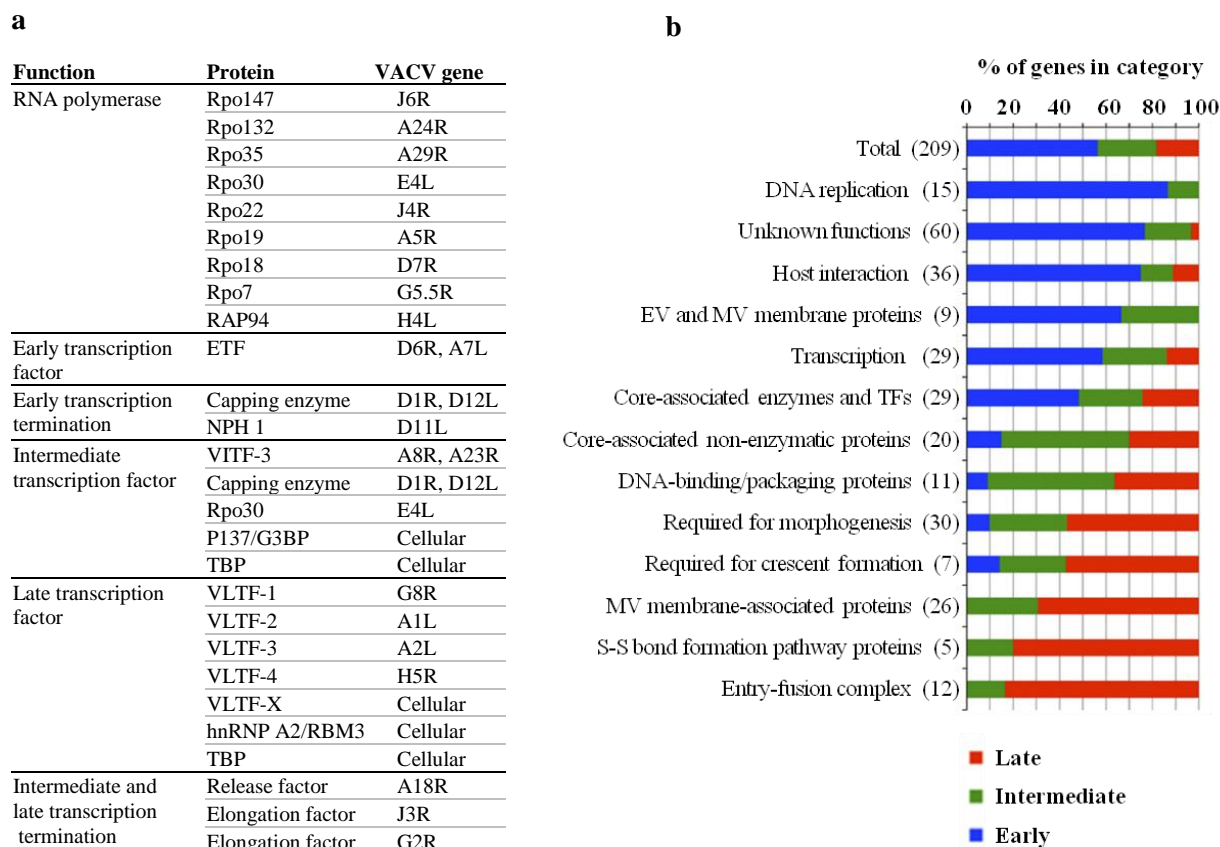 a
Function Protein VACV gene
RNA polymerase Rpo147 J6R
Rpo132 A24R
Rpo35 A29R
Rpo30 E4L
Rpo22 J4R
Rpo19 A5R
Rpo18 D7R
Rpo7 G5.5R
RAP94 H4L
Early transcription ETF D6R, A7L
factor
Early transcription Capping enzyme D1R, D12L
termination NPH 1 D11L
Intermediate VITF-3 A8R, A23R
transcription factor Capping enzyme D1R, D12L
Rpo30 E4L
P137/G3BP Cellular
TBP Cellular
Late transcription VLTF-1 G8R
factor VLTF-2 A1L
VLTF-3 A2L
VLTF-4 H5R
VLTF-X Cellular
hnRNP A2/RBM3 Cellular
TBP Cellular
Intermediate and Release factor A18R
late transcription Elongation factor J3R
termination Elongation factor G2R
b
% of genes in category
0 20 40 60 80 100
Total (209)
DNA replication (15)
Unknown functions (60)
Host interaction (36)
EV and MV membrane proteins (9)
Transcription (29)
Core-associated enzymes and TFs (29)
Core-associated non-enzymatic proteins (20)
DNA-binding/packaging proteins (11)
Required for morphogenesis (30)
Required for crescent formation (7)
MV membrane-associated proteins (26)
S-S bond formation pathway proteins (5)
Entry-fusion complex (12)
Late
Intermediate
Early